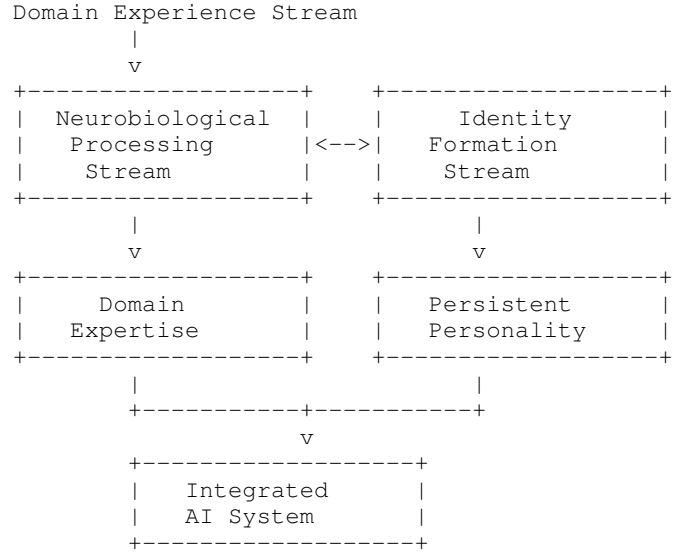 Domain Experience Stream
|
v
+-------------------+ +-------------------+
| Neurobiological | | Identity |
| Processing |<-->| Formation |
| Stream | | Stream |
+-------------------+ +-------------------+
| |
v v
+-------------------+ +-------------------+
| Domain | | Persistent |
| Expertise | | Personality |
+-------------------+ +-------------------+
| |
+-----------+-----------+
v
+-------------------+
| Integrated |
| AI System |
+-------------------+